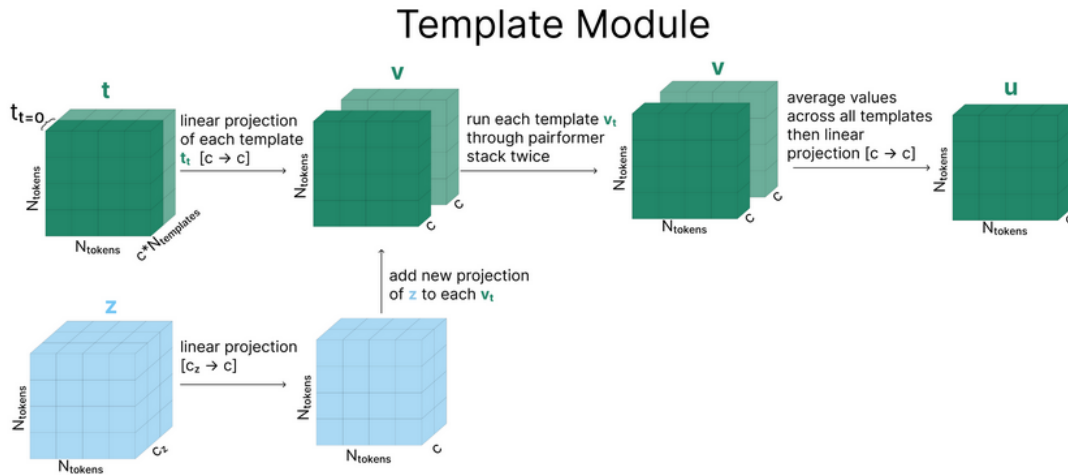 Template Module
t
t_t=0
N_tokens
N_tokens
c*N_templates
linear projection
of each template
t_t [c → c]
v
c
c
run each template v_t
through pairformer
stack twice
v
N_tokens
N_tokens
c
c
average values
across all templates
then linear
projection [c → c]
u
N_tokens
N_tokens
N_tokens
N_tokens
add new projection
of z to each v_t
z
N_tokens
N_tokens
c_z
linear projection
[c_z → c]
N_tokens
N_tokens
c